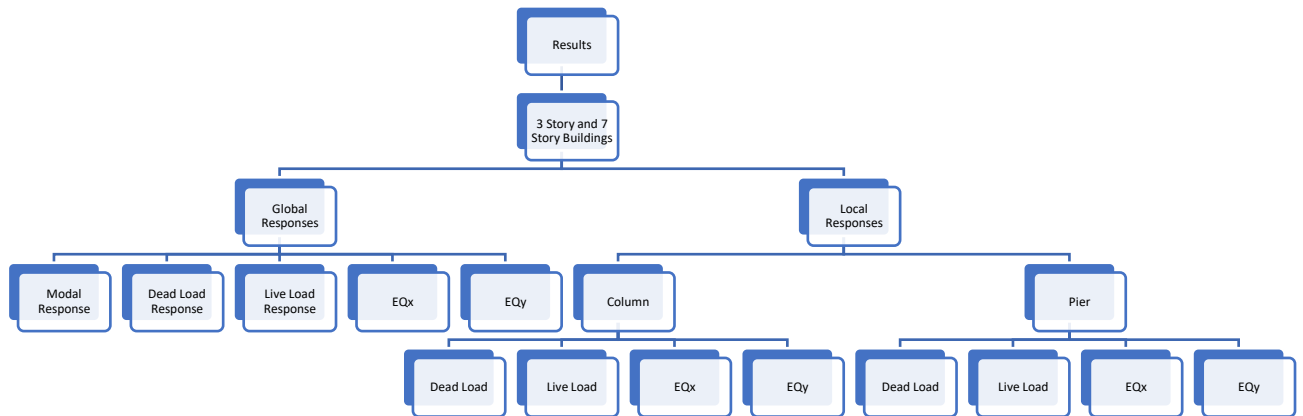 Results
3 Story and 7
Story Buildings
Global
Responses
Local
Responses
Modal
Response
Dead Load
Response
Live Load
Response
EQx
EQy
Column
Pier
Dead Load
Live Load
EQx
EQy
Dead Load
Live Load
EQx
EQy